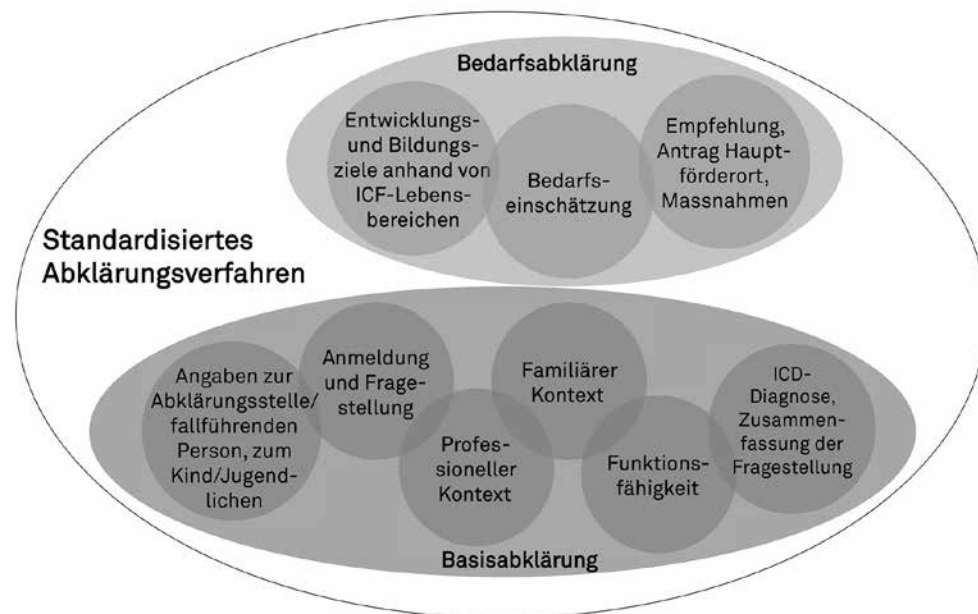 Bedarfsabklärung
Entwicklungs-
und Bildungs-
ziele anhand von
ICF-Lebens-
bereichen
Bedarfs-
einschätzung
Empfehlung,
Antrag Haupt-
förderort,
Massnahmen
Standardisiertes
Abklärungsverfahren
Angaben zur
Abklärungsstelle/
fallführenden
Person, zum
Kind/Jugend-
lichen
Anmeldung
und Frage-
stellung
Profes-
sioneller
Kontext
Familiärer
Kontext
Funktions-
fähigkeit
ICD-
Diagnose,
Zusammen-
fassung der
Fragestellung
Basisabklärung